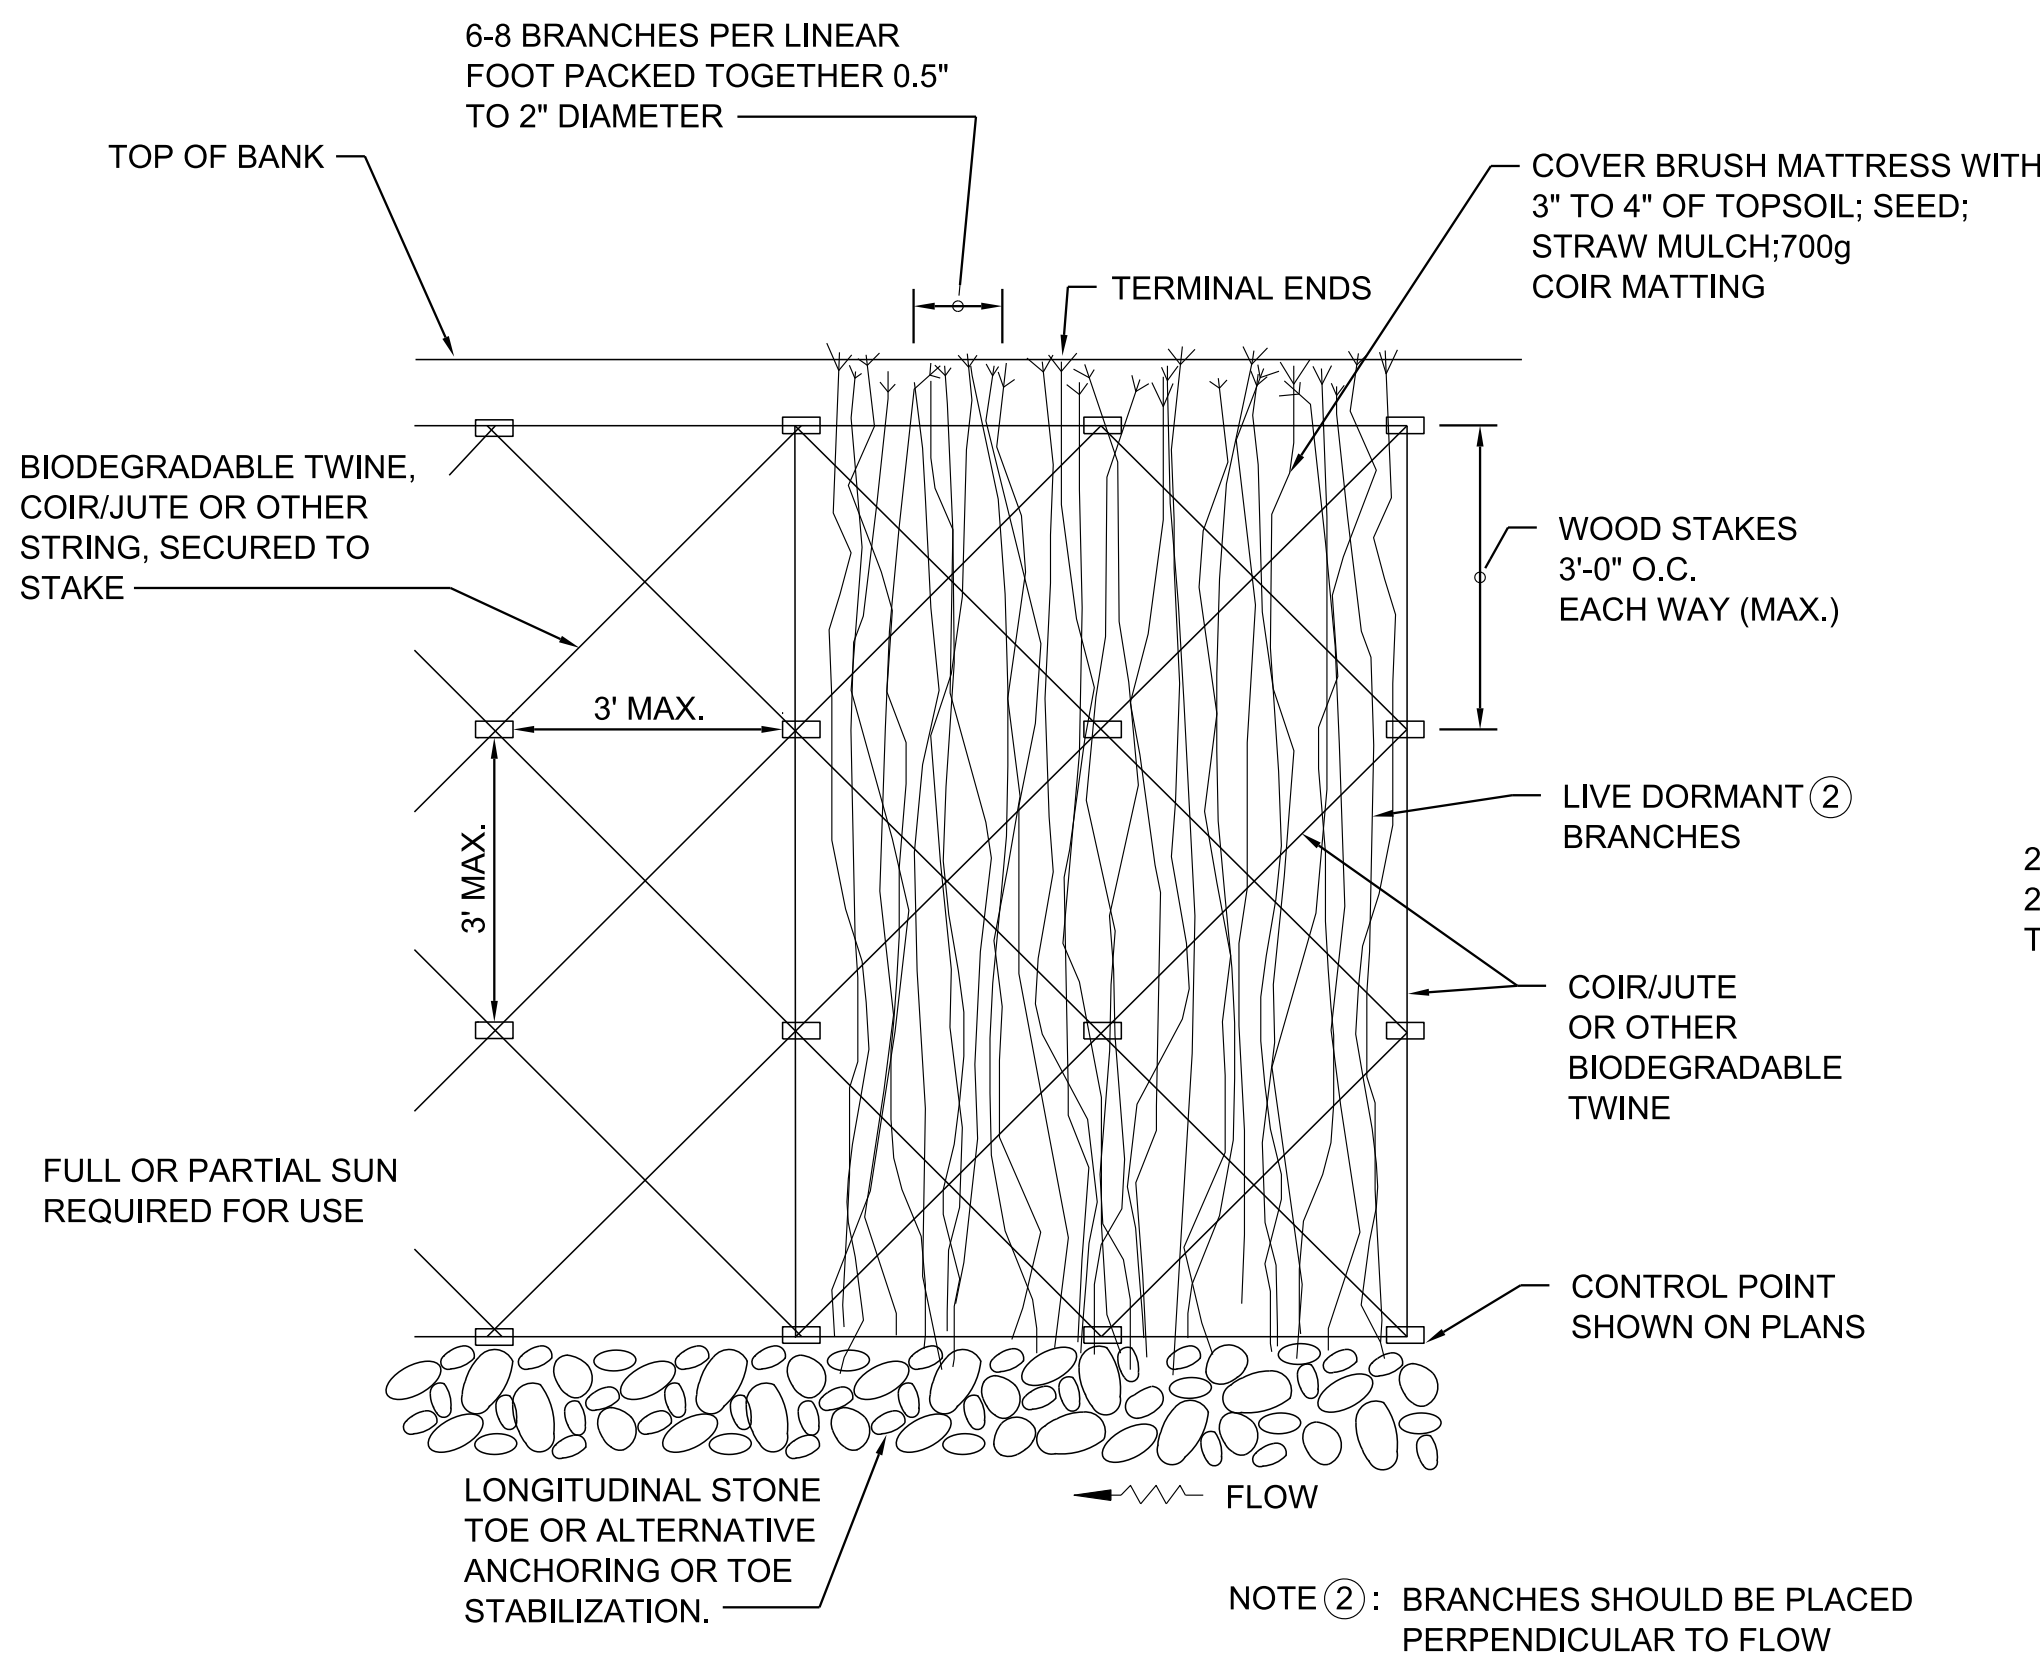 6-8 BRANCHES PER LINEAR
FOOT PACKED TOGETHER 0.5"
TO 2" DIAMETER
TOP OF BANK
COVER BRUSH MATTRESS WITH
3" TO 4" OF TOPSOIL; SEED;
STRAW MULCH;700g
COIR MATTING
TERMINAL ENDS
BIODEGRADABLE TWINE,
COIR/JUTE OR OTHER
STRING, SECURED TO
STAKE
WOOD STAKES
3'-0" O.C.
EACH WAY (MAX.)
3' MAX.
3' MAX.
LIVE DORMANT 2
BRANCHES
2
2
T
COIR/JUTE
OR OTHER
BIODEGRADABLE
TWINE
FULL OR PARTIAL SUN
REQUIRED FOR USE
CONTROL POINT
SHOWN ON PLANS
LONGITUDINAL STONE
TOE OR ALTERNATIVE
ANCHORING OR TOE
STABILIZATION.
FLOW
NOTE 2 : BRANCHES SHOULD BE PLACED
PERPENDICULAR TO FLOW